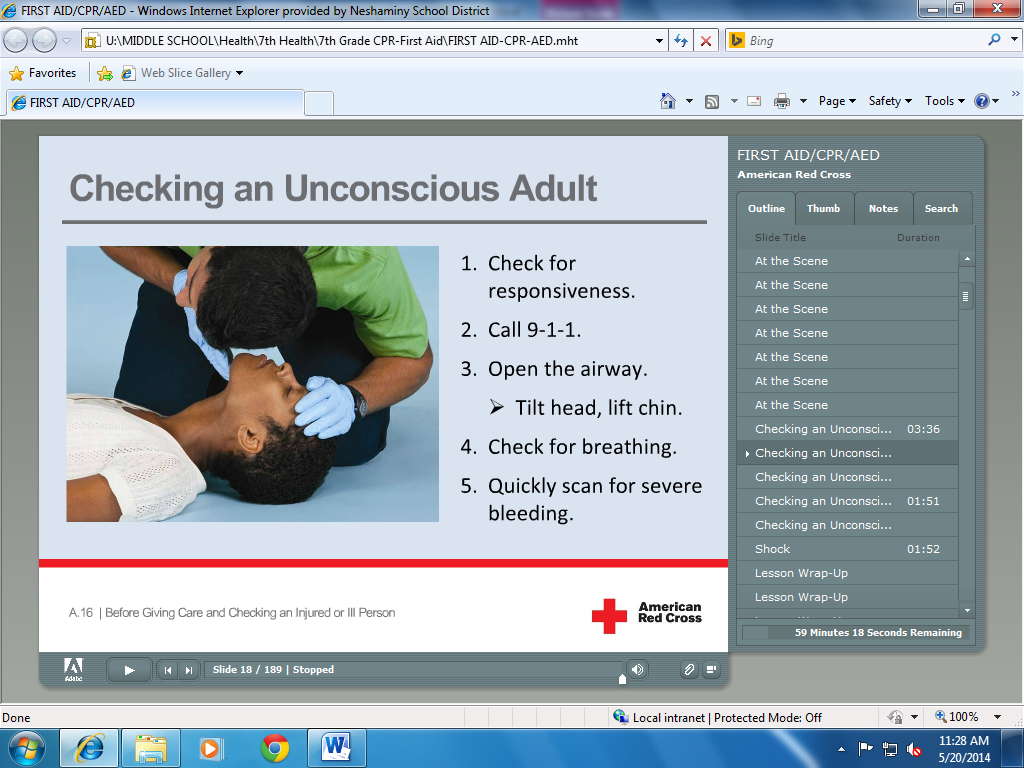 FIRST AID/CPR/AED - Windows Internet Explorer provided by Neshaminy School District
U:\MIDDLE SCHOOL\Health\7th Health\7th Grade CPR-First Aid\FIRST AID-CPR-AED.mht
Bing
Favorites
Web Slice Gallery
FIRST AID/CPR/AED
Page
Safety
Tools
Checking an Unconscious Adult
1. Check for
responsiveness.
2. Call 9-1-1.
3. Open the airway.
Tilt head, lift chin.
4. Check for breathing.
5. Quickly scan for severe
bleeding.
A.16 | Before Giving Care and Checking an Injured or Ill Person
American
Red Cross
FIRST AID/CPR/AED
American Red Cross
Outline Thumb Notes Search
Slide Title Duration
At the Scene
At the Scene
At the Scene
At the Scene
At the Scene
At the Scene
At the Scene
Checking an Unconsci... 03:36
Checking an Unconsci...
Checking an Unconsci...
Checking an Unconsci... 01:51
Checking an Unconsci...
Shock 01:52
Lesson Wrap-Up
Lesson Wrap-Up
59 Minutes 18 Seconds Remaining
Adobe
Slide 18 / 189 | Stopped
Done
Local intranet | Protected Mode: Off
100%
11:28 AM
5/20/2014